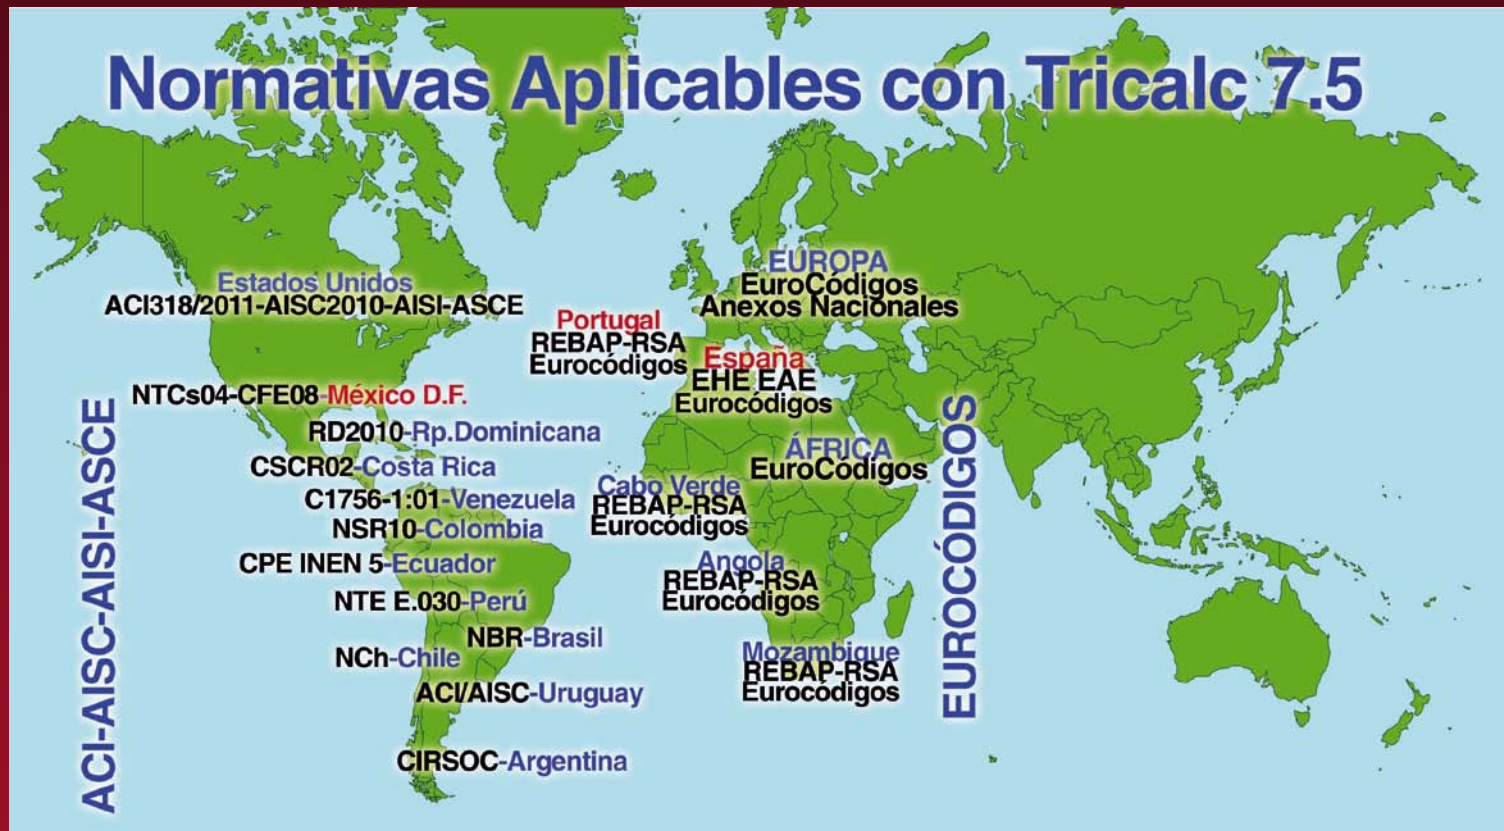 Normativas Aplicables con Tricalc 7.5
Estados Unidos
ACI318/2011-AISC2010-AISI-ASCE
EUROPA
EuroCódigos
Anexos Nacionales
Portugal
REBAP-RSA
Eurocódigos
España
EHE EAE
Eurocódigos
NTCs04-CFE08-México D.F.
RD2010-Rp.Dominicana
CSCR02-Costa Rica
C1756-1:01-Venezuela
NSR10-Colombia
CPE INEN 5-Ecuador
NTE E.030-Perú
NBR-Brasil
NCh-Chile
ACI/AISC-Uruguay
CIRSOC-Argentina
ÁFRICA
EuroCódigos
Cabo Verde
REBAP-RSA
Eurocódigos
Angola
REBAP-RSA
Eurocódigos
Mozambique
REBAP-RSA
Eurocódigos
ACI-AISC-AISI-ASCE
EUROCÓDIGOS